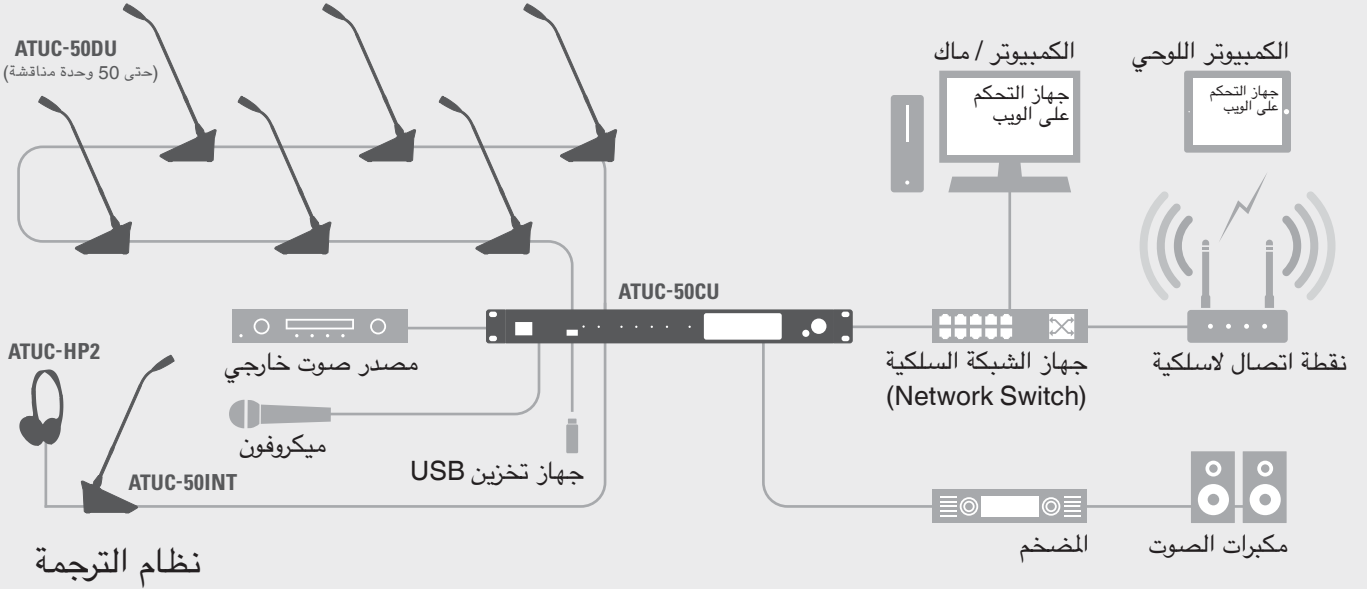 ATUC-50DU
(حتى 50 وحدة مناقشة)
الكمبيوتر / ماك
الكمبيوتر اللوحي
جهاز التحكم
على الويب
جهاز التحكم
على الويب
ATUC-50CU
ATUC-HP2
مصدر صوت خارجي
جهاز الشبكة السلكية
(Network Switch)
نقطة اتصال لاسلكية
ميكروفون
جهاز تخزين USB
ATUC-50INT
المضخم
مكبرات الصوت
نظام الترجمة